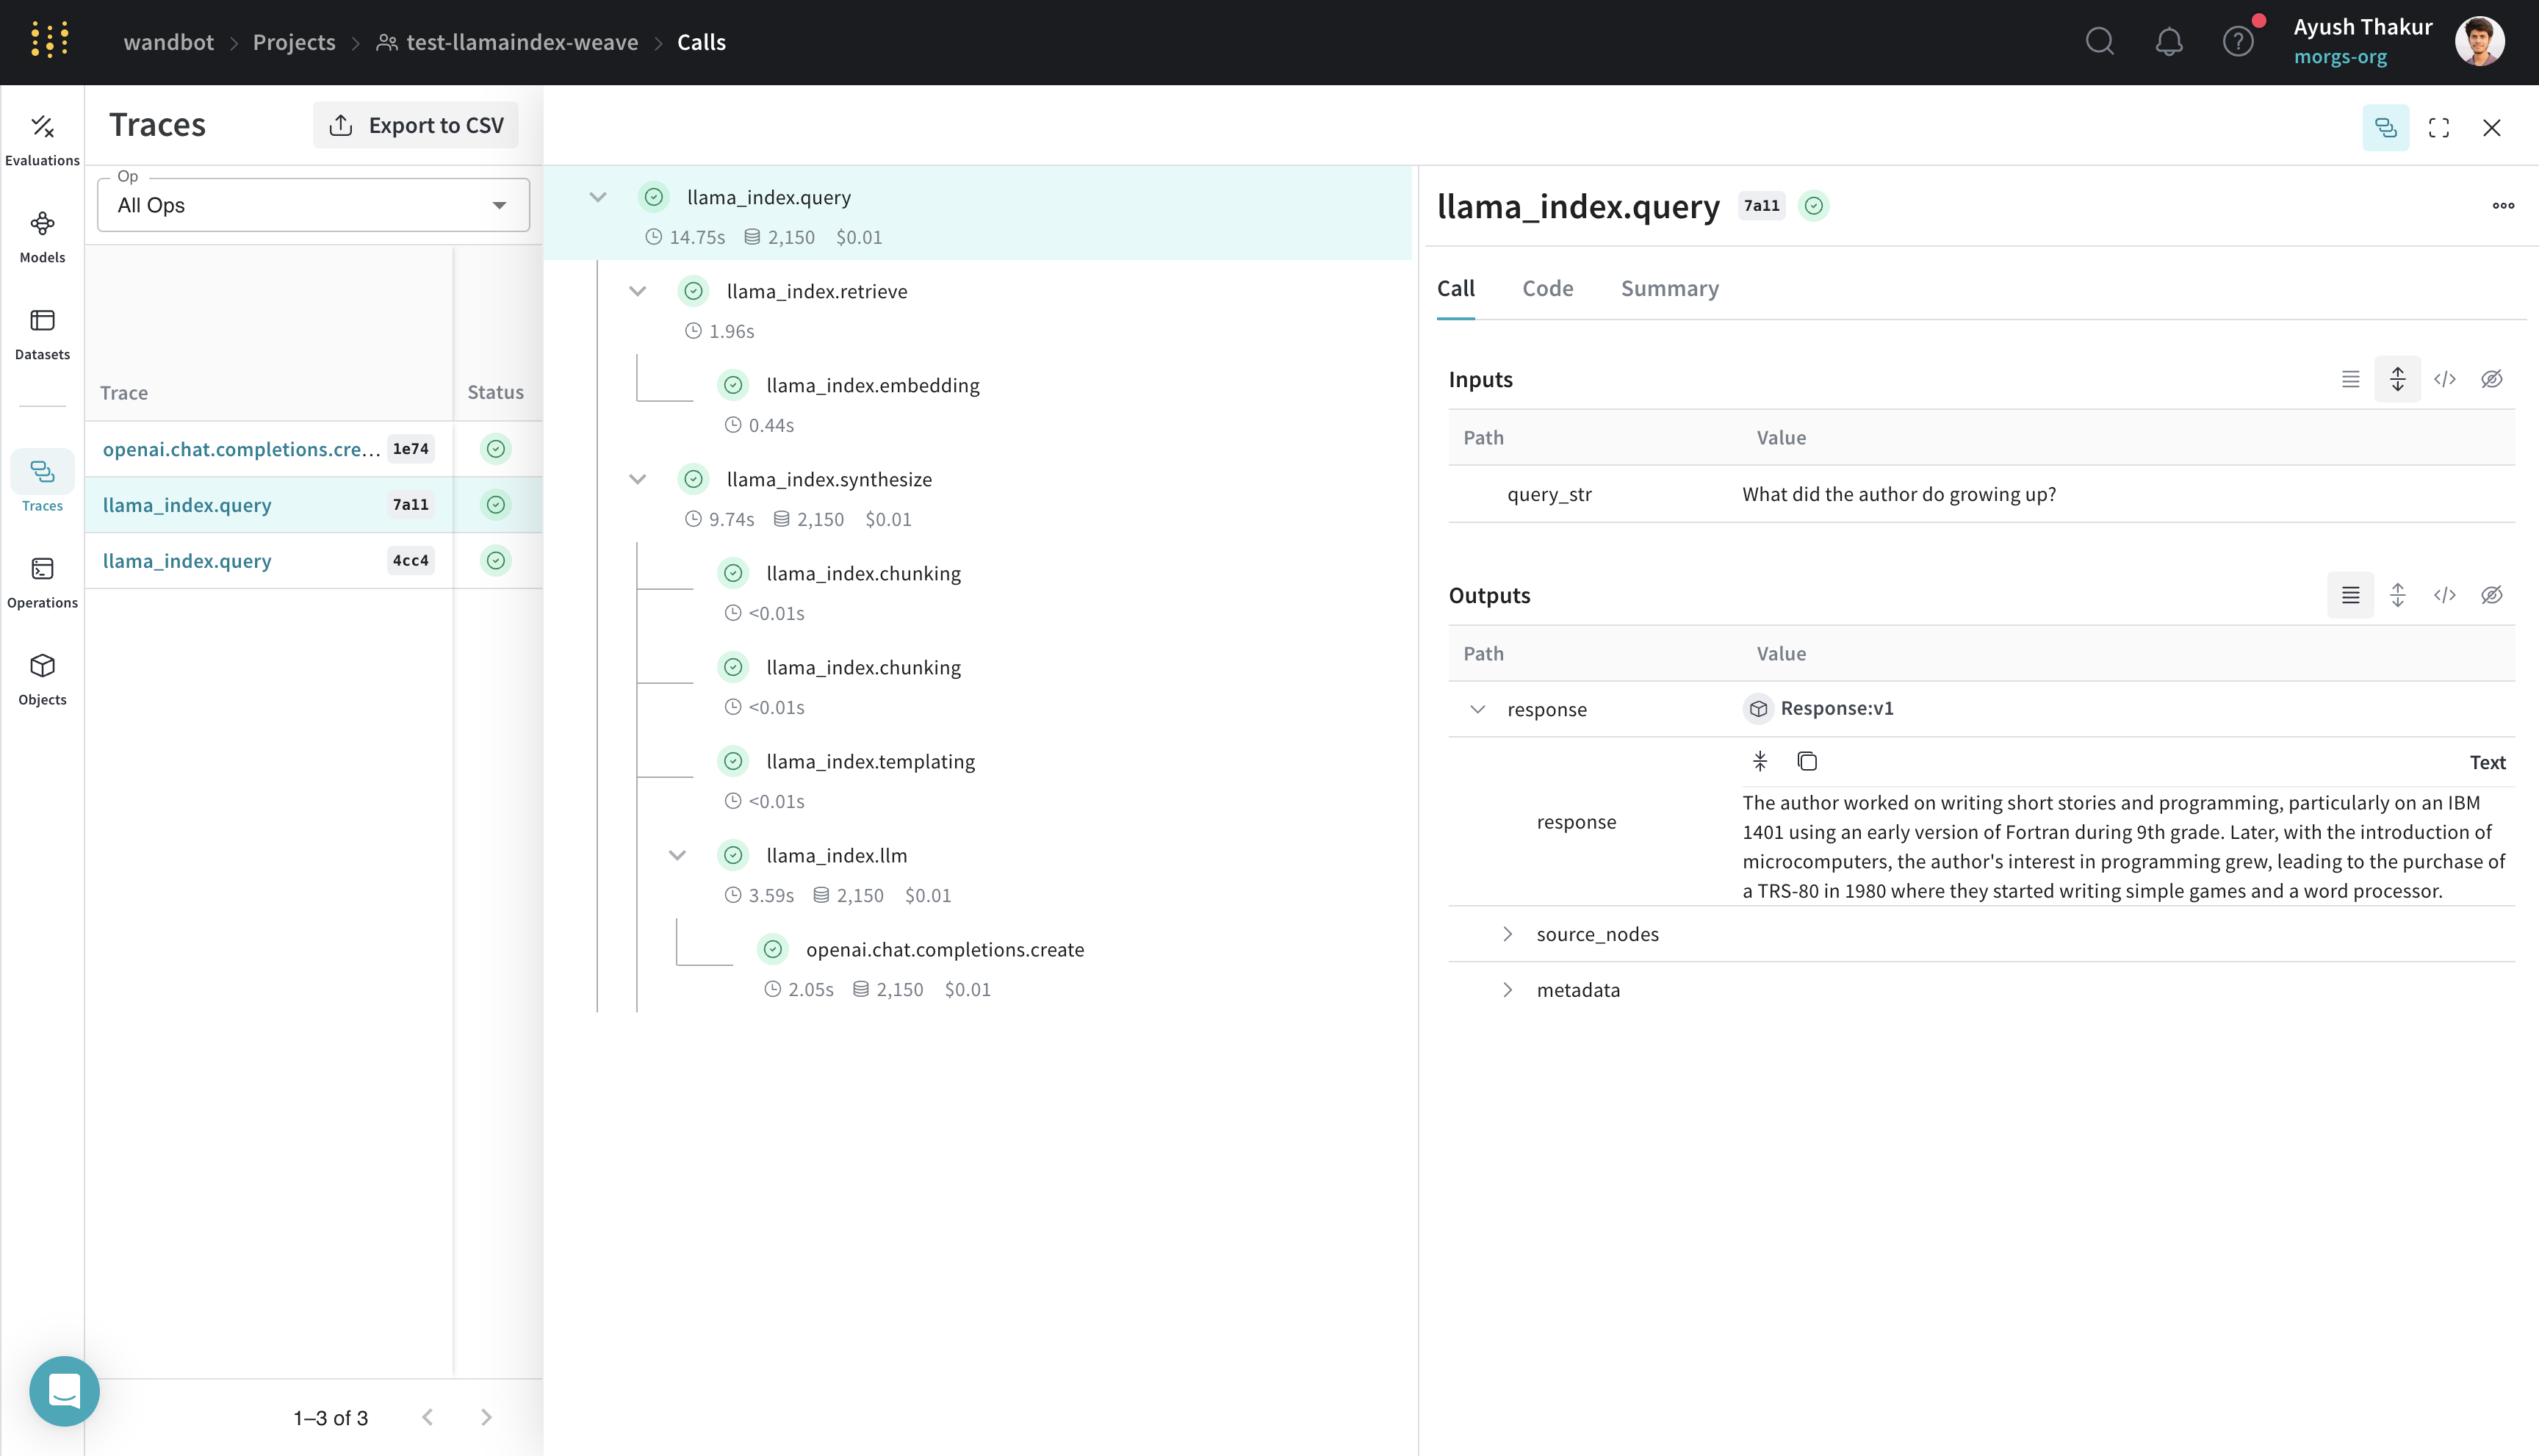 wandbot > Projects > test-llamaindex-weave > Calls
Ayush Thakur
morgs-org
Evaluations
Models
Datasets
Traces
Operations
Objects
Traces
Export to CSV
Op
All Ops
Trace Status
openai.chat.completions.cre... 1e74
llama_index.query 7a11
llama_index.query 4cc4
1–3 of 3
llama_index.query
14.75s 2,150 $0.01
llama_index.retrieve
1.96s
llama_index.embedding
0.44s
llama_index.synthesize
9.74s 2,150 $0.01
llama_index.chunking
<0.01s
llama_index.chunking
<0.01s
llama_index.templating
<0.01s
llama_index.llm
3.59s 2,150 $0.01
openai.chat.completions.create
2.05s 2,150 $0.01
llama_index.query 7a11
Call Code Summary
Inputs
Path Value
query_str What did the author do growing up?
Outputs
Path Value
response Response:v1
Text
response
The author worked on writing short stories and programming, particularly on an IBM
1401 using an early version of Fortran during 9th grade. Later, with the introduction of
microcomputers, the author's interest in programming grew, leading to the purchase of
a TRS-80 in 1980 where they started writing simple games and a word processor.
source_nodes
metadata